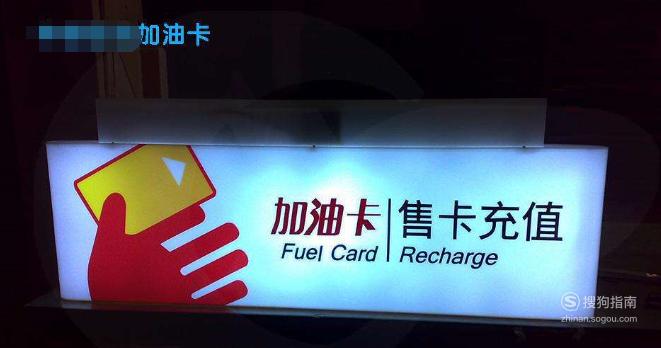 加油卡
加油卡 售卡充值
Fuel Card Recharge
搜狗指南
zhinan.sogou.com